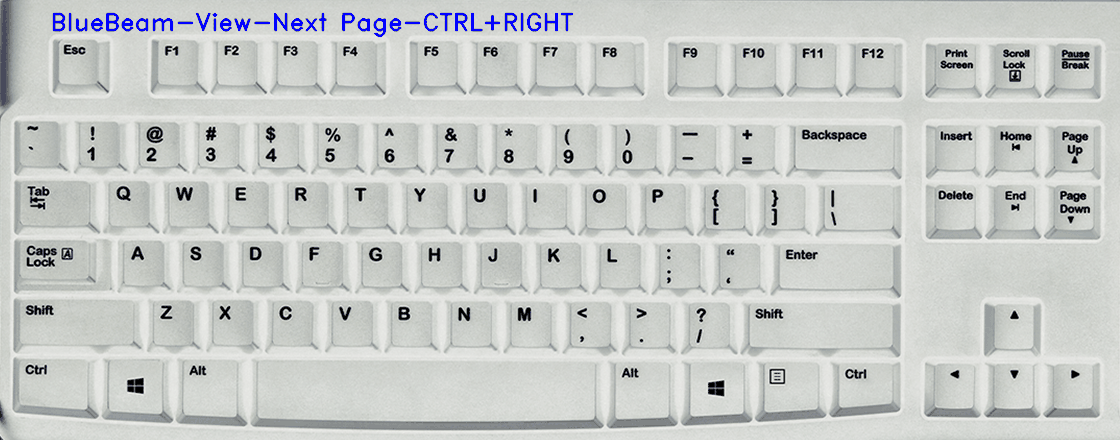 BlueBeam-View-Next Page-CTRL+RIGHT
Esc F1 F2 F3 F4 F5 F6 F7 F8 F9 F10 F11 F12 Print Screen Scroll Lock Pause Break
~ ` ! 1 @ 2 # 3 $ 4 % 5 ^ 6 & 7 * 8 ( 9 ) 0 — - + = Backspace Insert Home Page Up
Tab Q W E R T Y U I O P { [ } ] | \ Delete End Page Down
Caps Lock A S D F G H J K L : ; “ ‘ Enter
Shift Z X C V B N M < , > . ? / Shift
Ctrl Alt Alt Ctrl